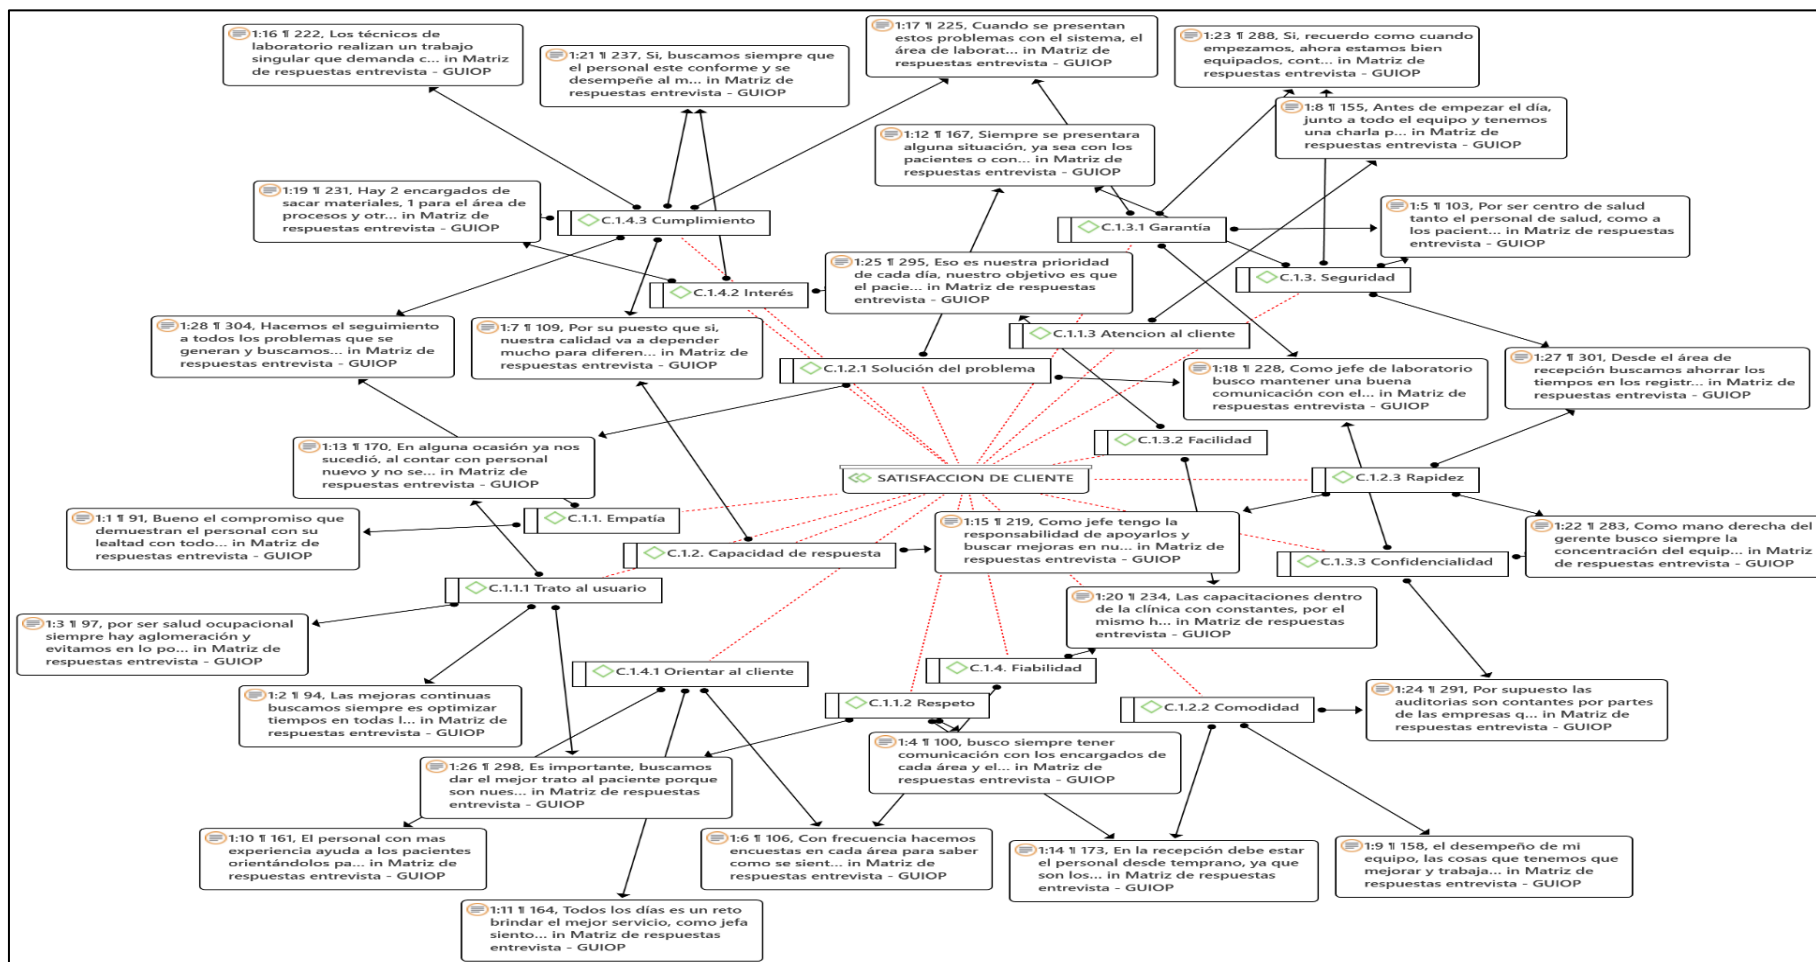 1:16 ¶ 222, Los técnicos de
laboratorio realizan un trabajo
singular que demanda c... in Matriz
de respuestas entrevista - GUIOP
1:21 ¶ 237, Si, buscamos siempre que
el personal este conforme y se
desempeñe al m... in Matriz de
respuestas entrevista - GUIOP
1:17 ¶ 225, Cuando se presentan
estos problemas con el sistema, el
área de laborat... in Matriz de
respuestas entrevista - GUIOP
1:23 ¶ 288, Si, recuerdo como cuando
empezamos, ahora estamos bien
equipados, cont... in Matriz de
respuestas entrevista - GUIOP
1:8 ¶ 155, Antes de empezar el día,
junto a todo el equipo y tenemos
una charla p... in Matriz de
respuestas entrevista - GUIOP
1:12 ¶ 167, Siempre se presentara
alguna situación, ya sea con los
pacientes o con... in Matriz de
respuestas entrevista - GUIOP
1:19 ¶ 231, Hay 2 encargados de
sacar materiales, 1 para el área de
procesos y otr... in Matriz de
respuestas entrevista - GUIOP
C.1.4.3 Cumplimiento
C.1.3.1 Garantía
1:5 ¶ 103, Por ser centro de salud
tanto el personal de salud, como a
los pacient... in Matriz de
respuestas entrevista - GUIOP
1:25 ¶ 295, Eso es nuestra prioridad
de cada día, nuestro objetivo es que
el pacie... in Matriz de respuestas
entrevista - GUIOP
C.1.3. Seguridad
C.1.4.2 Interés
1:28 ¶ 304, Hacemos el seguimiento
a todos los problemas que se
generan y buscamos... in Matriz de
respuestas entrevista - GUIOP
1:7 ¶ 109, Por su puesto que si,
nuestra calidad va a depender
mucho para diferen... in Matriz de
respuestas entrevista - GUIOP
C.1.1.3 Atencion al cliente
C.1.2.1 Solución del problema
1:18 ¶ 228, Como jefe de laboratorio
busco mantener una buena
comunicación con el... in Matriz de
respuestas entrevista - GUIOP
1:27 ¶ 301, Desde el área de
recepción buscamos ahorrar los
tiempos en los registr... in Matriz de
respuestas entrevista - GUIOP
1:13 ¶ 170, En alguna ocasión ya nos
sucedió, al contar con personal
nuevo y no se... in Matriz de
respuestas entrevista - GUIOP
C.1.3.2 Facilidad
SATISFACCION DE CLIENTE
C.1.2.3 Rapidez
1:1 ¶ 91, Bueno el compromiso que
demuestran el personal con su
lealtad con todo... in Matriz de
respuestas entrevista - GUIOP
C.1.1. Empatía
1:15 ¶ 219, Como jefe tengo la
responsabilidad de apoyarlos y
buscar mejoras en nu... in Matriz de
respuestas entrevista - GUIOP
1:22 ¶ 283, Como mano derecha del
gerente busco siempre la
concentración del equip... in Matriz
de respuestas entrevista - GUIOP
C.1.2. Capacidad de respuesta
C.1.3.3 Confidencialidad
C.1.1.1 Trato al usuario
1:20 ¶ 234, Las capacitaciones dentro
de la clínica con constantes, por el
mismo h... in Matriz de respuestas
entrevista - GUIOP
1:3 ¶ 97, por ser salud ocupacional
siempre hay aglomeración y
evitamos en lo po... in Matriz de
respuestas entrevista - GUIOP
C.1.4.1 Orientar al cliente
C.1.4. Fiabilidad
1:2 ¶ 94, Las mejoras continuas
buscamos siempre es optimizar
tiempos en todas l... in Matriz de
respuestas entrevista - GUIOP
C.1.1.2 Respeto
C.1.2.2 Comodidad
1:24 ¶ 291, Por supuesto las
auditorias son contantes por partes
de las empresas q... in Matriz de
respuestas entrevista - GUIOP
1:4 ¶ 100, busco siempre tener
comunicación con los encargados de
cada área y el... in Matriz de
respuestas entrevista - GUIOP
1:26 ¶ 298, Es importante, buscamos
dar el mejor trato al paciente porque
son nues... in Matriz de respuestas
entrevista - GUIOP
1:10 ¶ 161, El personal con mas
experiencia ayuda a los pacientes
orientándolos pa... in Matriz de
respuestas entrevista - GUIOP
1:6 ¶ 106, Con frecuencia hacemos
encuestas en cada área para saber
como se sient... in Matriz de
respuestas entrevista - GUIOP
1:14 ¶ 173, En la recepción debe estar
el personal desde temprano, ya que
son los... in Matriz de respuestas
entrevista - GUIOP
1:9 ¶ 158, el desempeño de mi
equipo, las cosas que tenemos que
mejorar y trabaja... in Matriz de
respuestas entrevista - GUIOP
1:11 ¶ 164, Todos los días es un reto
brindar el mejor servicio, como jefa
siento... in Matriz de respuestas
entrevista - GUIOP